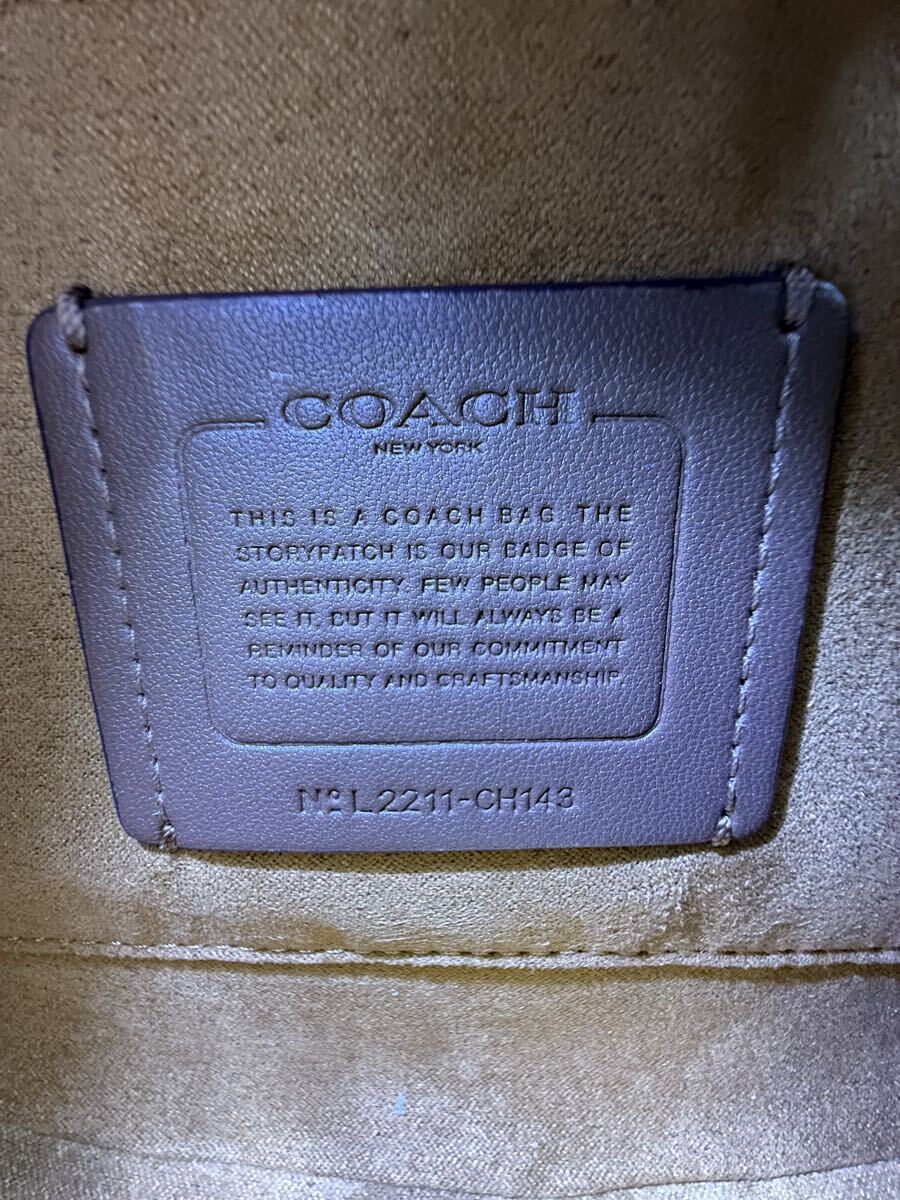 COACH
NEW YORK
THIS IS A COACH BAG. THE
STORYPATCH IS OUR BADGE OF
AUTHENTICITY. FEW PEOPLE MAY
SEE IT, BUT IT WILL ALWAYS BE A
REMINDER OF OUR COMMITMENT
TO QUALITY AND CRAFTSMANSHIP.
Nº L2211-CH143